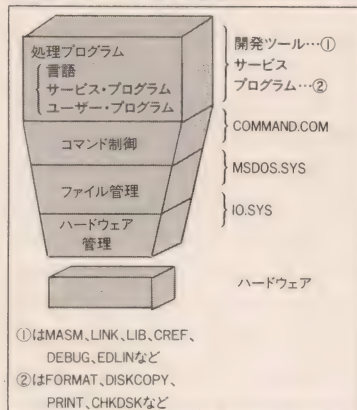 処理プログラム
言語
サービス・プログラム
ユーザー・プログラム
コマンド制御
ファイル管理
ハードウェア
管理
開発ツール…①
サービス
プログラム…②
COMMAND.COM
MSDOS.SYS
IO.SYS
ハードウェア
①はMASM、LINK、LIB、CREF、
DEBUG、EDLINなど
②はFORMAT、DISKCOPY、
PRINT、CHKDSKなど